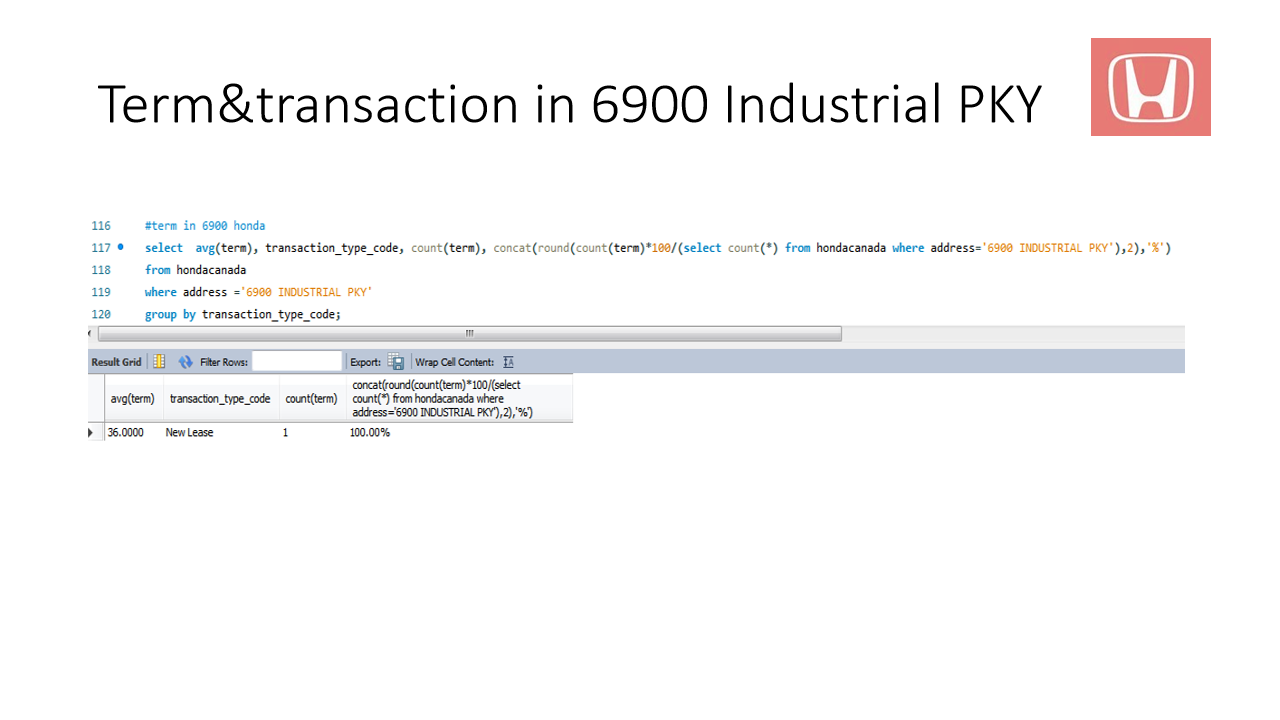 Term&transaction in 6900 Industrial PKY
116 #term in 6900 honda
117 select avg(term), transaction_type_code, count(term), concat(round(count(term)*100/(select count(*) from hondacanada where address='6900 INDUSTRIAL PKY'),2),'%')
118 from hondacanada
119 where address ='6900 INDUSTRIAL PKY'
120 group by transaction_type_code;
Result Grid Filter Rows: Export: Wrap Cell Content:
avg(term) transaction_type_code count(term) concat(round(count(term)*100/(select
count(*) from hondacanada where
address='6900 INDUSTRIAL PKY'),2),'%')
36.0000 New Lease 1 100.00%